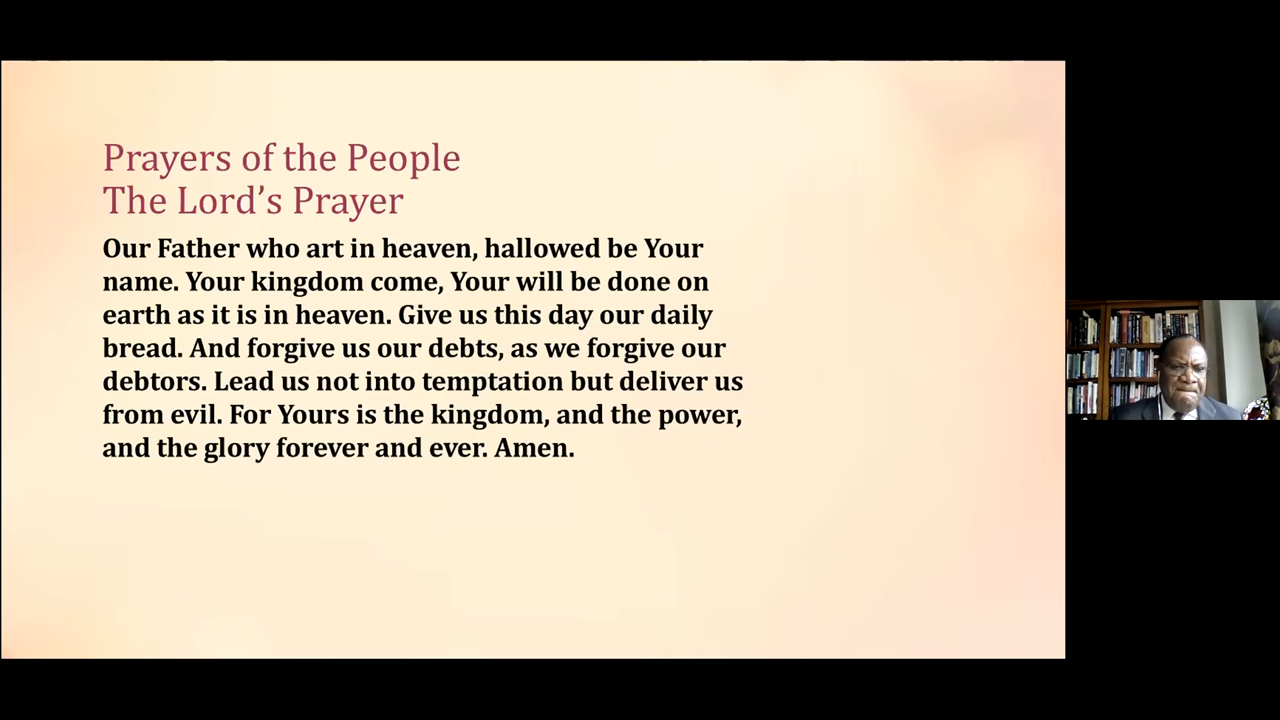 Prayers of the People
The Lord’s Prayer
Our Father who art in heaven, hallowed be Your
name. Your kingdom come, Your will be done on
earth as it is in heaven. Give us this day our daily
bread. And forgive us our debts, as we forgive our
debtors. Lead us not into temptation but deliver us
from evil. For Yours is the kingdom, and the power,
and the glory forever and ever. Amen.